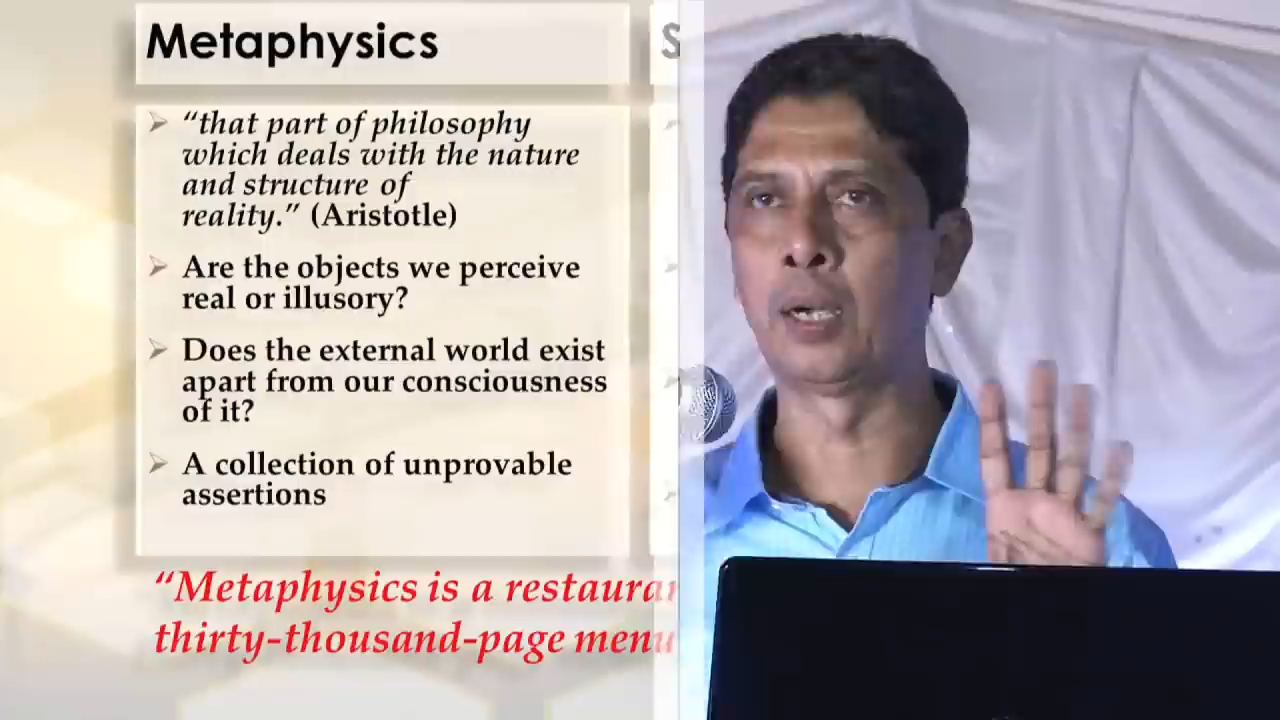 Metaphysics
S
➢ “that part of philosophy
which deals with the nature
and structure of
reality.” (Aristotle)
➢ Are the objects we perceive
real or illusory?
➢ Does the external world exist
apart from our consciousness
of it?
➢ A collection of unprovable
assertions
“Metaphysics is a restaurant
thirty-thousand-page menu